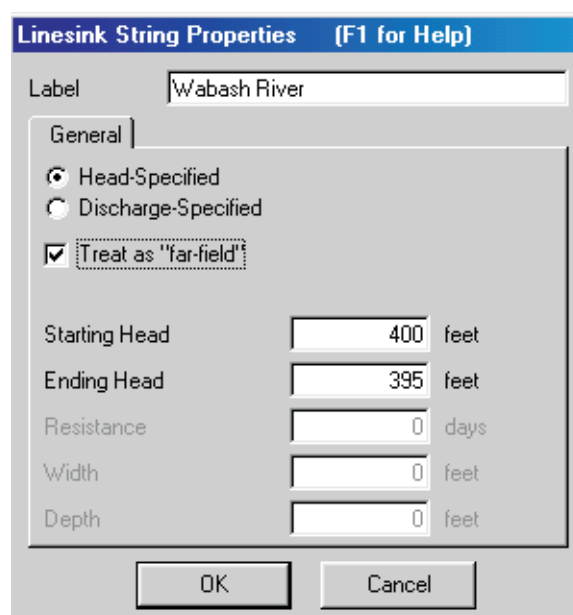 Linesink String Properties (F1 for Help)
Label Wabash River
General
Head-Specified
Discharge-Specified
Treat as "far-field"
Starting Head 400 feet
Ending Head 395 feet
Resistance 0 days
Width 0 feet
Depth 0 feet
OK Cancel